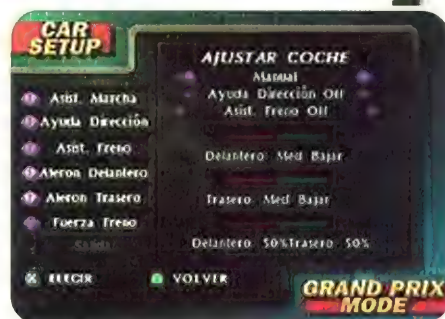 CAR
SETUP
AJUSTAR COCHE
Manual
Ayuda Dirección Off
Asist. Freno Off
Asist. Marcha
Ayuda Dirección
Asist. Freno
Aleron Delantero
Aleron Trasero
Fuerza Freno
Salida
Delantero Med Bajar
Trasero Med Bajar
Delantero 50%Trasero 50%
ELEGIR
VOLVER
GRAND PRIX
MODE